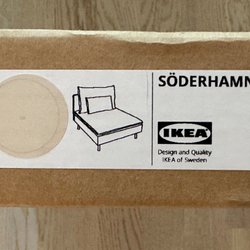 SÖDERHAMN
IKEA
Design and Quality
IKEA of Sweden